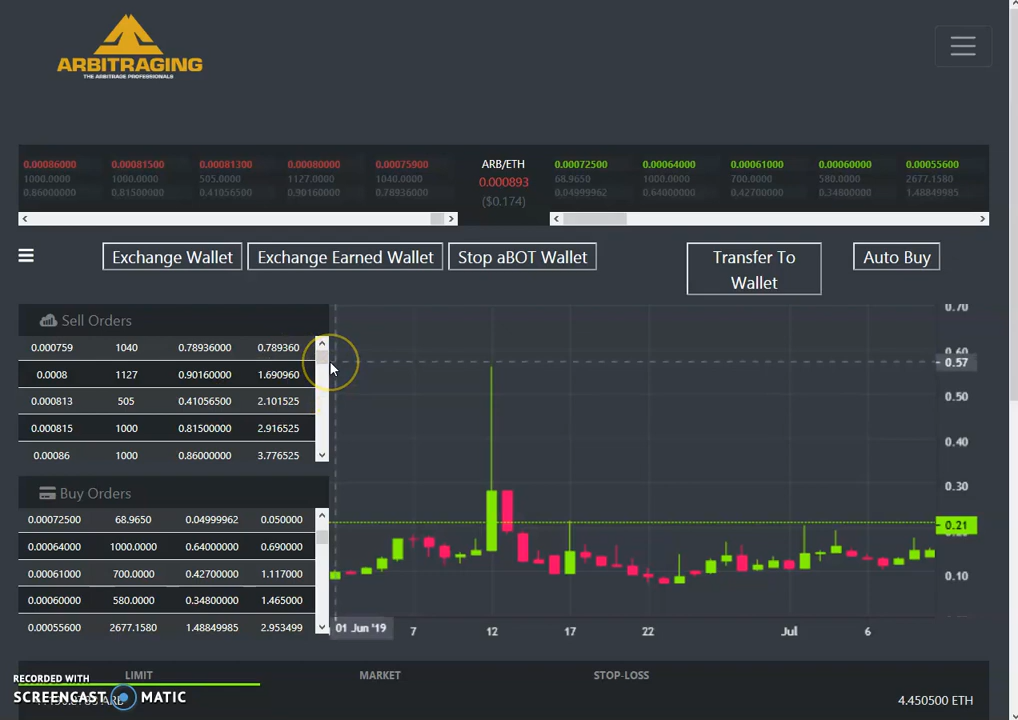 ARBITRAGING
THE ARBITRAGE PROFESSIONALS
0.00086000 0.00081500 0.00081300 0.00080000 0.00075900 ARB/ETH 0.00072500 0.00064000 0.00061000 0.00060000 0.00055600
1000.0000 1000.0000 505.0000 1127.0000 1040.0000 0.000893 68.9650 1000.0000 700.0000 580.0000 2677.1580
0.86000000 0.81500000 0.41056500 0.90160000 0.78936000 ($0.174) 0.04999962 0.64000000 0.42700000 0.34800000 1.48849985
Exchange Wallet Exchange Earned Wallet Stop aBOT Wallet Transfer To Wallet Auto Buy
Sell Orders
0.000759 1040 0.78936000 0.789360
0.0008 1127 0.90160000 1.690960
0.000813 505 0.41056500 2.101525
0.000815 1000 0.81500000 2.916525
0.00086 1000 0.86000000 3.776525
Buy Orders
0.00072500 68.9650 0.04999962 0.050000
0.00064000 1000.0000 0.64000000 0.690000
0.00061000 700.0000 0.42700000 1.117000
0.00060000 580.0000 0.34800000 1.465000
0.00055600 2677.1580 1.48849985 2.953499
0.70
0.60
0.57
0.50
0.40
0.30
0.21
0.10
01 Jun '19 7 12 17 22 Jul 6
LIMIT MARKET STOP-LOSS
RECORDED WITH
SCREENCAST MATIC
ARB
4.450500 ETH